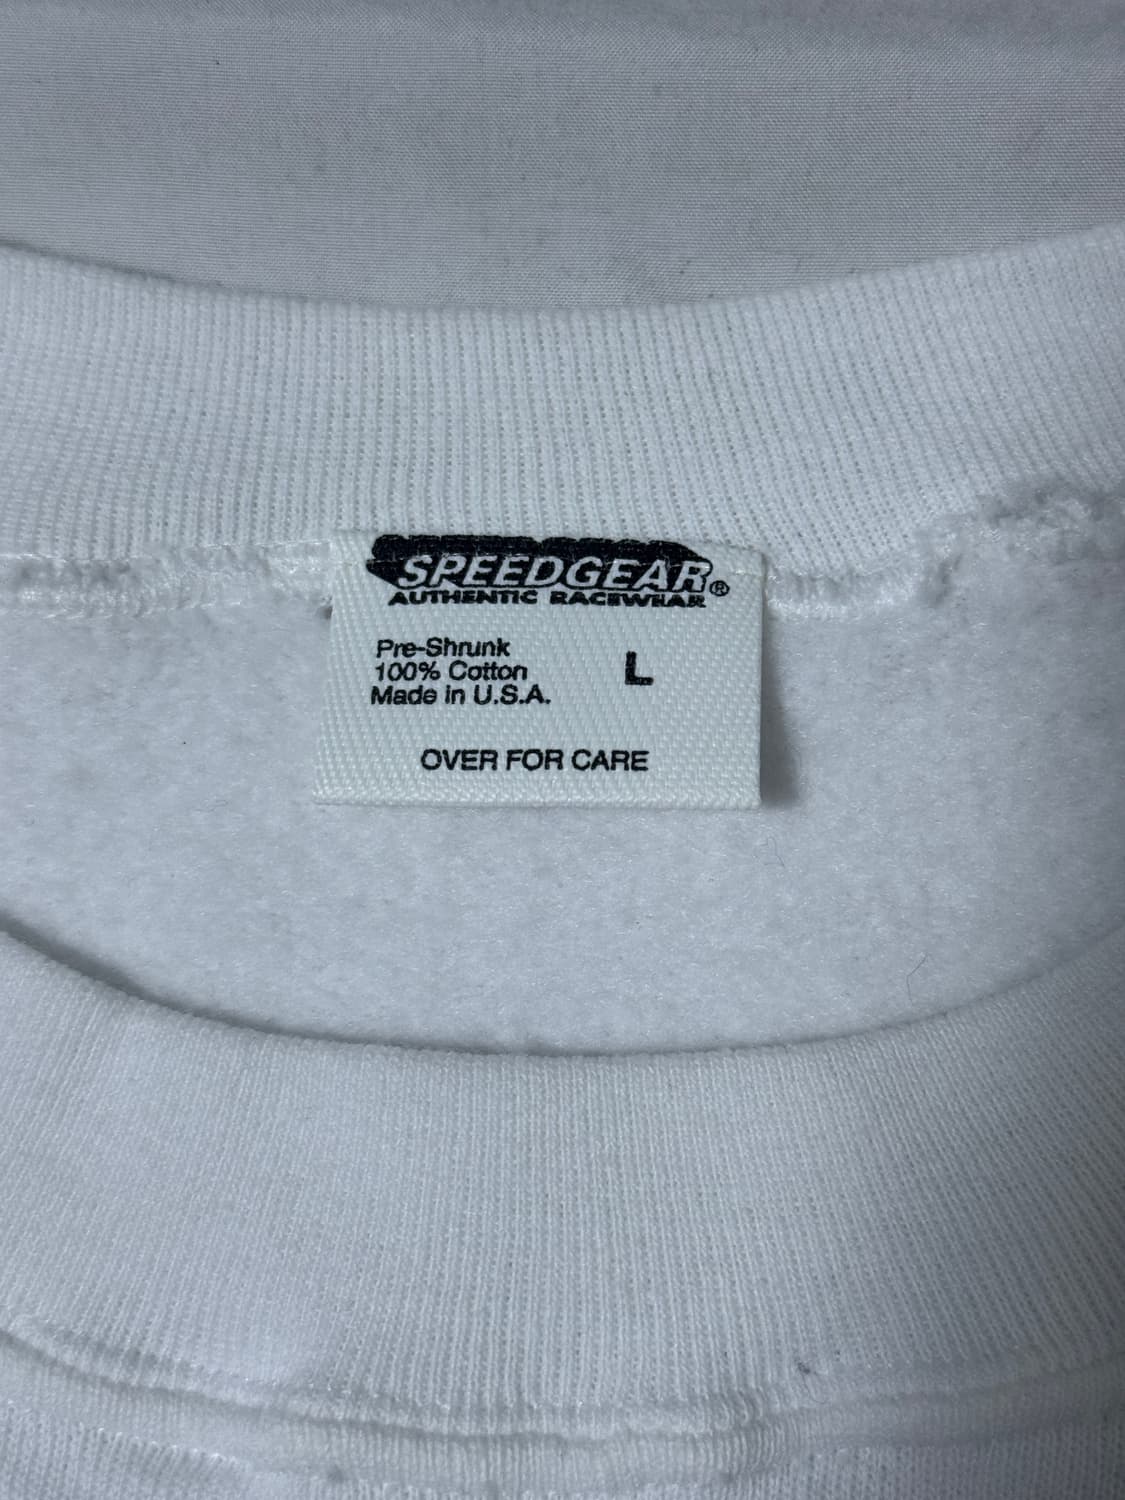 SPEEDGEAR®
AUTHENTIC RACEWEAR
Pre-Shrunk
100% Cotton
Made in U.S.A.
L
OVER FOR CARE